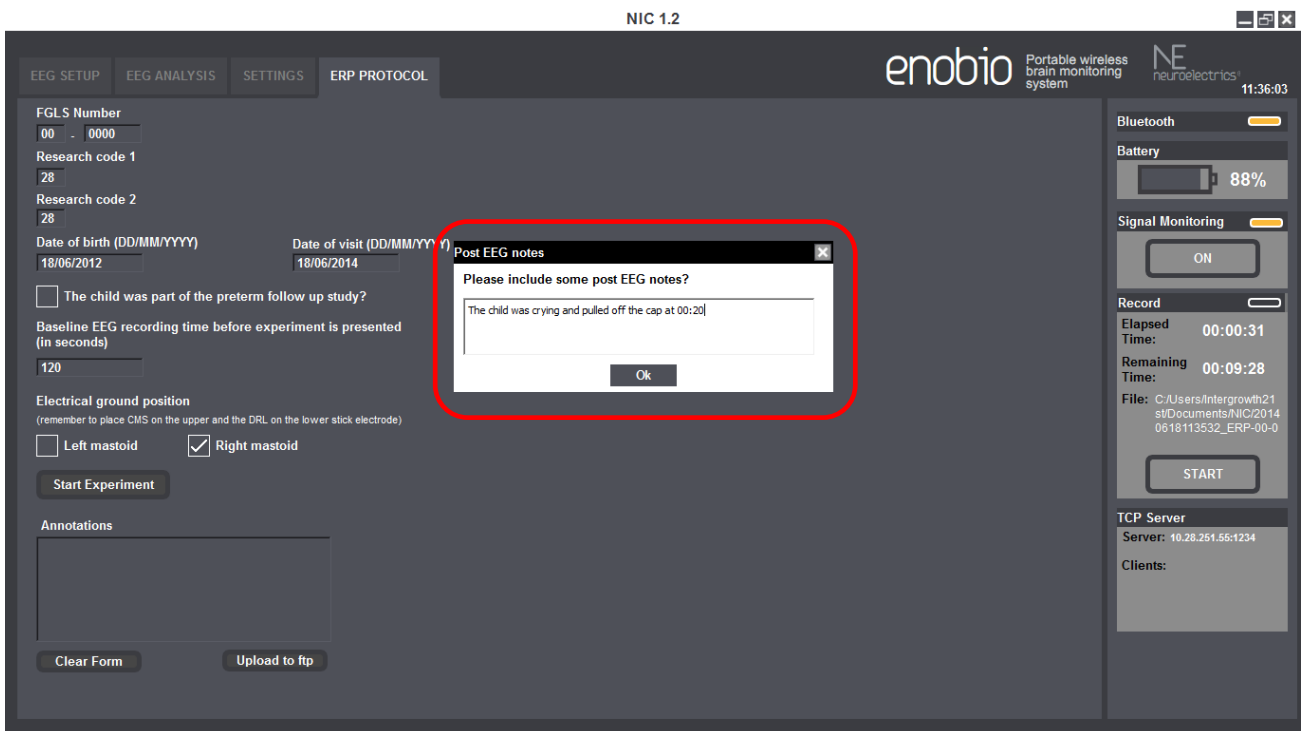 NIC 1.2
EEG SETUP
EEG ANALYSIS
SETTINGS
ERP PROTOCOL
enobio
Portable wireless
brain monitoring
system
NE
neuroelectrics
11:36:03
FGLS Number
00 . 0000
Research code 1
28
Research code 2
28
Date of birth (DD/MM/YYYY)
18/06/2012
Date of visit (DD/MM/YYYY)
18/06/2014
The child was part of the preterm follow up study?
Baseline EEG recording time before experiment is presented
(in seconds)
120
Electrical ground position
(remember to place CMS on the upper and the DRL on the lower stick electrode)
Left mastoid
Right mastoid
Start Experiment
Annotations
Clear Form
Upload to ftp
Post EEG notes
Please include some post EEG notes?
The child was crying and pulled off the cap at 00:20
Ok
Bluetooth
Battery
88%
Signal Monitoring
ON
Record
Elapsed
Time:
00:00:31
Remaining
Time:
00:09:28
File: C:/Users/Intergrowth21
st/Documents/NIC/2014
0618113532_ERP-00-0
START
TCP Server
Server: 10.28.251.55:1234
Clients: